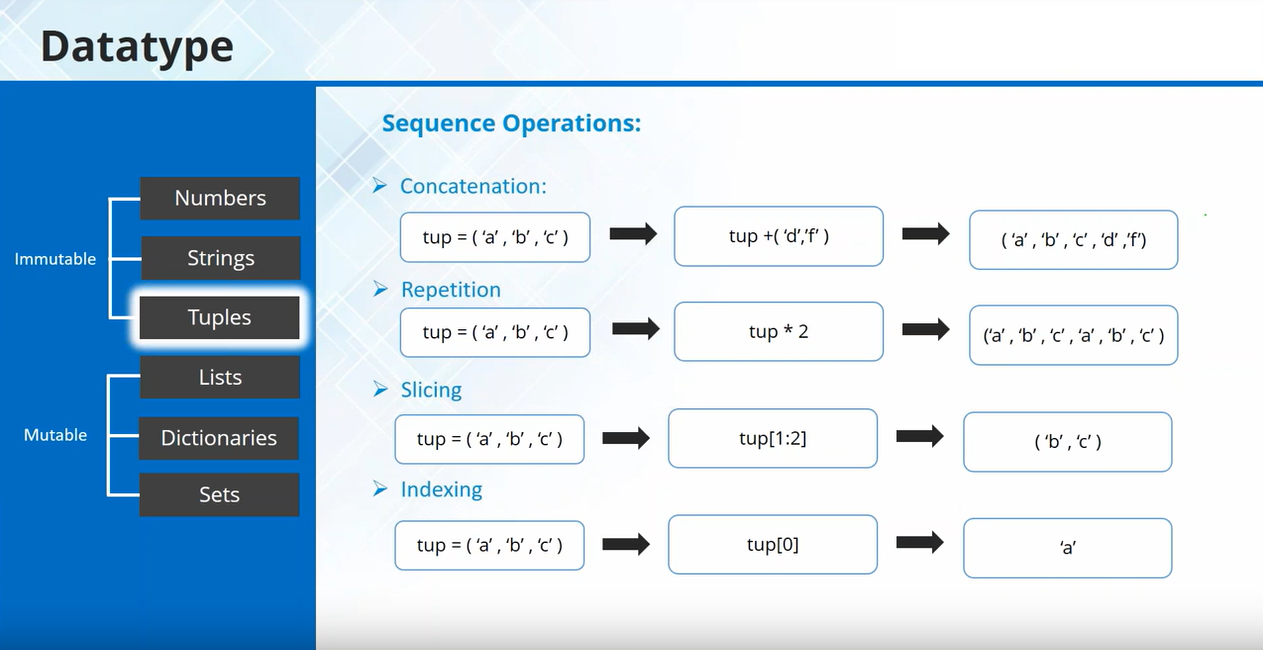 Datatype
Immutable
Numbers
Strings
Tuples
Mutable
Lists
Dictionaries
Sets
Sequence Operations:
Concatenation:
tup = ( ‘a’ , ‘b’ , ‘c’ )
tup +( ‘d’,’f’ )
( ‘a’ , ‘b’ , ‘c’ , ‘d’ ,’f’)
Repetition
tup = ( ‘a’ , ‘b’ , ‘c’ )
tup * 2
(‘a’ , ‘b’ , ‘c’ , ‘a’ , ‘b’ , ‘c’ )
Slicing
tup = ( ‘a’ , ‘b’ , ‘c’ )
tup[1:2]
( ‘b’ , ‘c’ )
Indexing
tup = ( ‘a’ , ‘b’ , ‘c’ )
tup[0]
‘a’